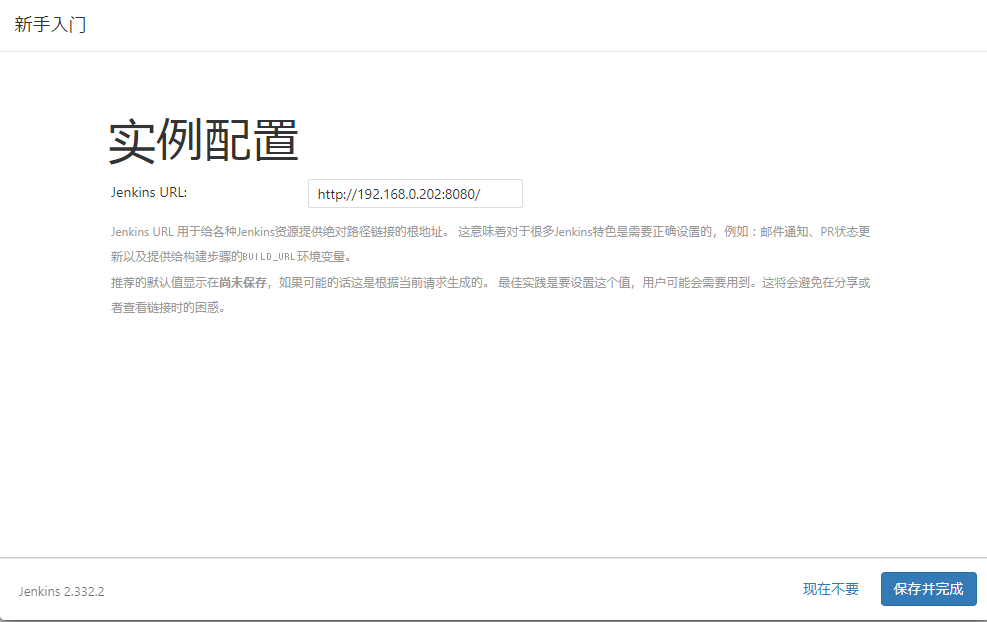 新手入门
实例配置
Jenkins URL: http://192.168.0.202:8080/
Jenkins URL 用于给各种Jenkins资源提供绝对路径链接的根地址。 这意味着对于很多Jenkins特色是需要正确设置的，例如：邮件通知、PR状态更
新以及提供给构建步骤的BUILD_URL环境变量。
推荐的默认值显示在尚未保存，如果可能的话这是根据当前请求生成的。 最佳实践是要设置这个值，用户可能会需要用到。这将会避免在分享或
者查看链接时的困惑。
Jenkins 2.332.2 现在不要 保存并完成